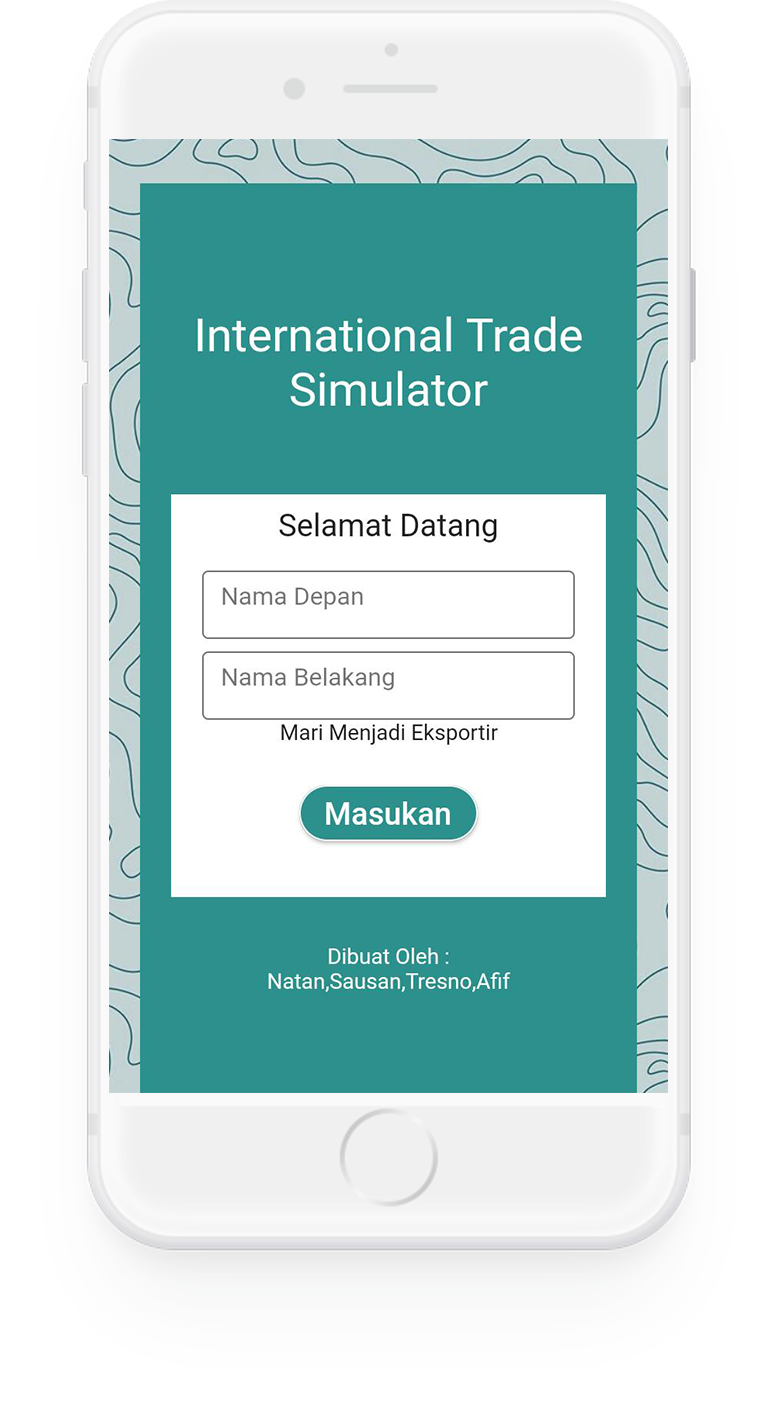 International Trade
Simulator
Selamat Datang
Nama Depan
Nama Belakang
Mari Menjadi Eksportir
Masukan
Dibuat Oleh :
Natan,Sausan,Tresno,Afif